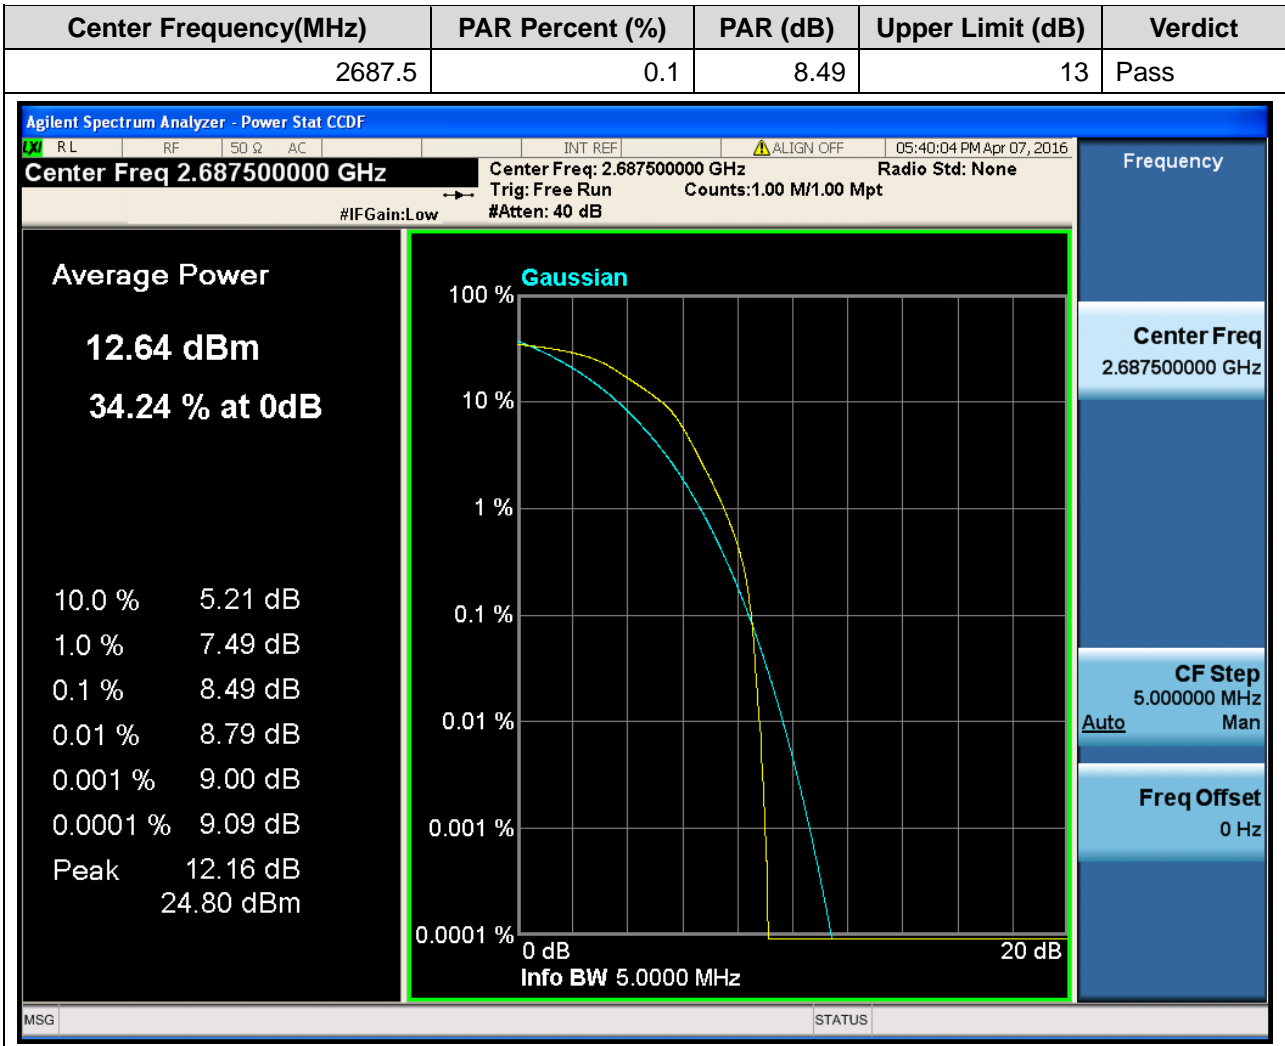 Center Frequency(MHz) PAR Percent (%) PAR (dB) Upper Limit (dB) Verdict
2687.5 0.1 8.49 13 Pass
Agilent Spectrum Analyzer - Power Stat CCDF
LXI RL RF 50 Ω AC INT REF ALIGN OFF 05:40:04 PM Apr 07, 2016
Center Freq 2.687500000 GHz
Center Freq: 2.687500000 GHz Radio Std: None
Trig: Free Run Counts:1.00 M/1.00 Mpt
#IFGain:Low #Atten: 40 dB
Frequency
Average Power
12.64 dBm
34.24 % at 0dB
10.0 % 5.21 dB
1.0 % 7.49 dB
0.1 % 8.49 dB
0.01 % 8.79 dB
0.001 % 9.00 dB
0.0001 % 9.09 dB
Peak 12.16 dB
24.80 dBm
Gaussian
100 %
10 %
1 %
0.1 %
0.01 %
0.001 %
0.0001 %
0 dB 20 dB
Info BW 5.0000 MHz
Center Freq
2.687500000 GHz
CF Step
5.000000 MHz
Auto Man
Freq Offset
0 Hz
MSG STATUS